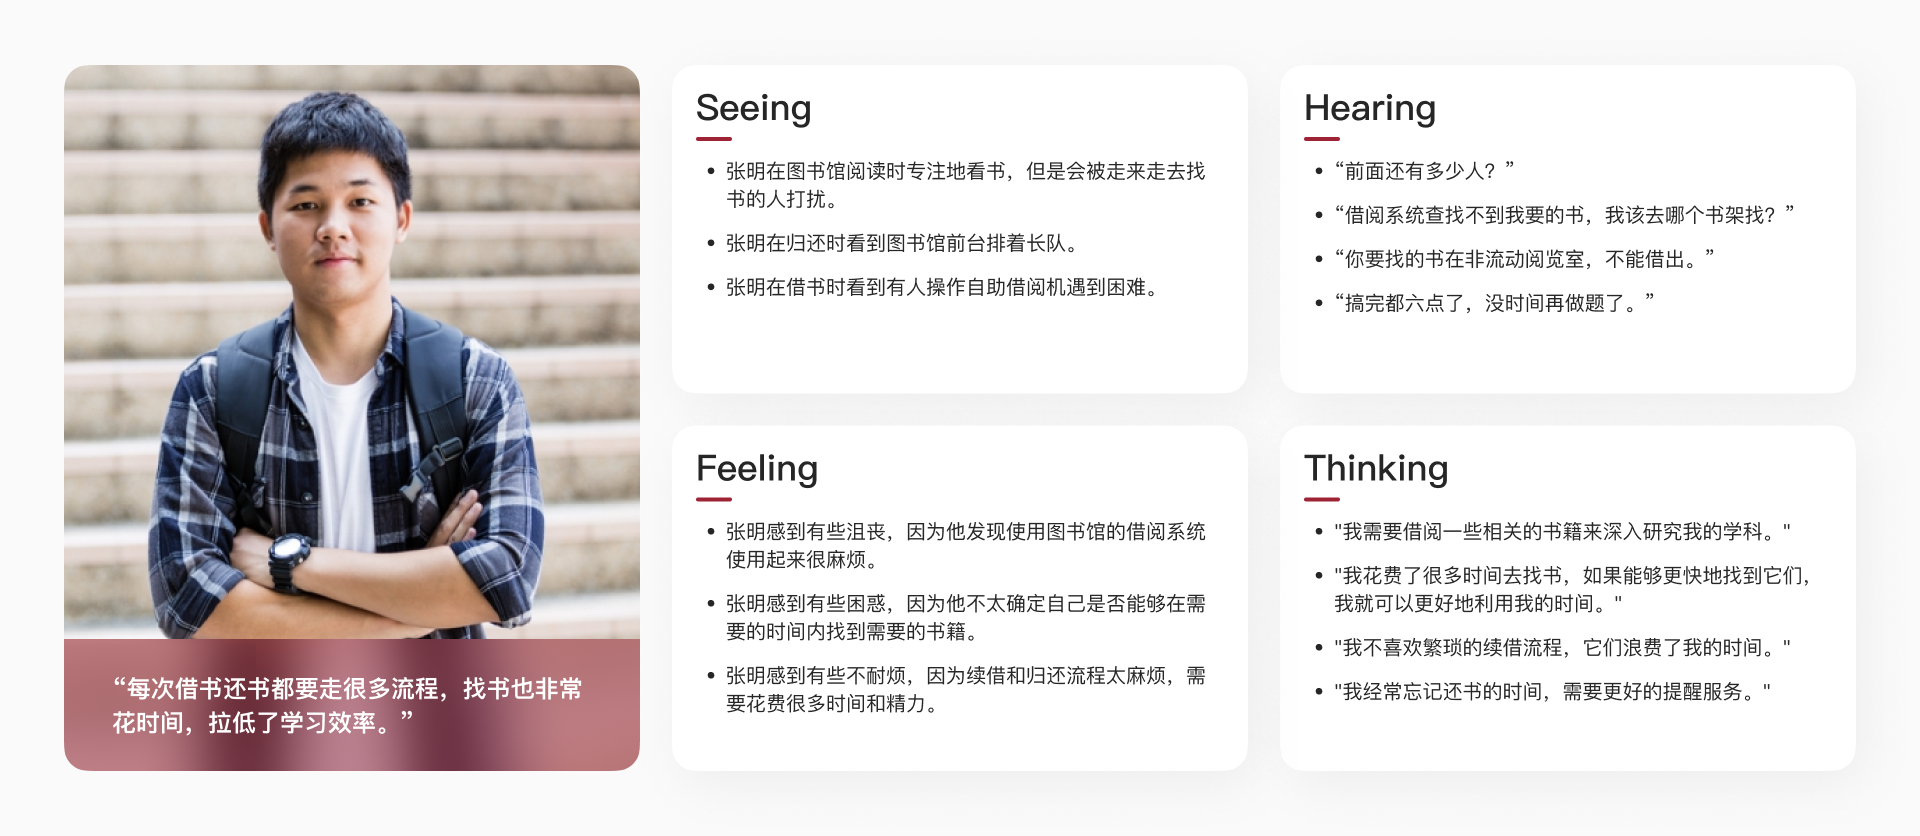 Seeing
• 张明在图书馆阅读时专注地看书，但是会被走来走去找
书的人打扰。
• 张明在归还时看到图书馆前台排着长队。
• 张明在借书时看到有人操作自助借阅机遇到困难。
Hearing
• “前面还有多少人？”
• “借阅系统查找不到我要的书，我该去哪个书架找？”
• “你要找的书在非流动阅览室，不能借出。”
• “搞完都六点了，没时间再做题了。”
Feeling
• 张明感到有些沮丧，因为他发现使用图书馆的借阅系统
使用起来很麻烦。
• 张明感到有些困惑，因为他不太确定自己是否能够在需
要的时间内找到需要的书籍。
• 张明感到有些不耐烦，因为续借和归还流程太麻烦，需
要花费很多时间和精力。
Thinking
• "我需要借阅一些相关的书籍来深入研究我的学科。"
• "我花费了很多时间去找书，如果能够更快地找到它们，
我就可以更好地利用我的时间。"
• "我不喜欢繁琐的续借流程，它们浪费了我的时间。"
• "我经常忘记还书的时间，需要更好的提醒服务。"
“每次借书还书都要走很多流程，找书也非常
花时间，拉低了学习效率。”